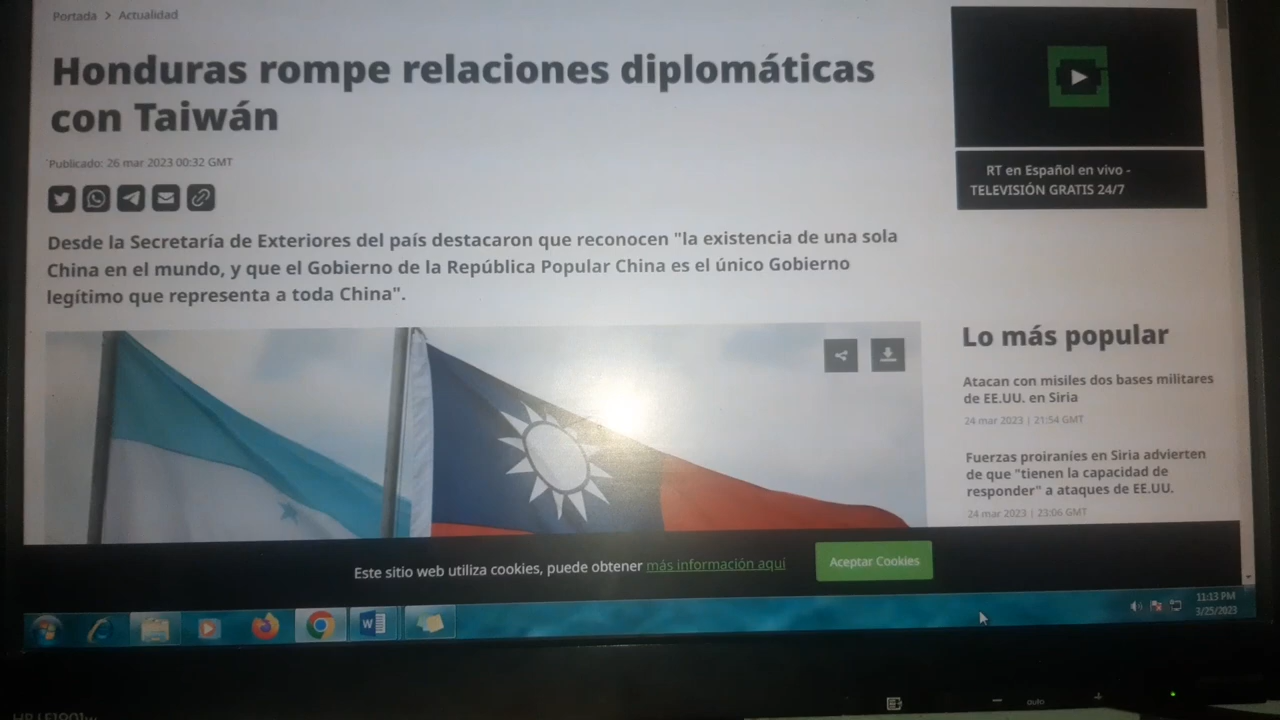 Portada > Actualidad
Honduras rompe relaciones diplomáticas
con Taiwán
Publicado: 26 mar 2023 00:32 GMT
Desde la Secretaría de Exteriores del país destacaron que reconocen "la existencia de una sola
China en el mundo, y que el Gobierno de la República Popular China es el único Gobierno
legítimo que representa a toda China".
RT en Español en vivo -
TELEVISIÓN GRATIS 24/7
Lo más popular
Atacan con misiles dos bases militares
de EE.UU. en Siria
24 mar 2023 | 21:54 GMT
Fuerzas proiraníes en Siria advierten
de que "tienen la capacidad de
responder" a ataques de EE.UU.
24 mar 2023 | 23:06 GMT
Este sitio web utiliza cookies, puede obtener más información aquí
Aceptar Cookies
W
11:13 PM
3/25/2023
auto